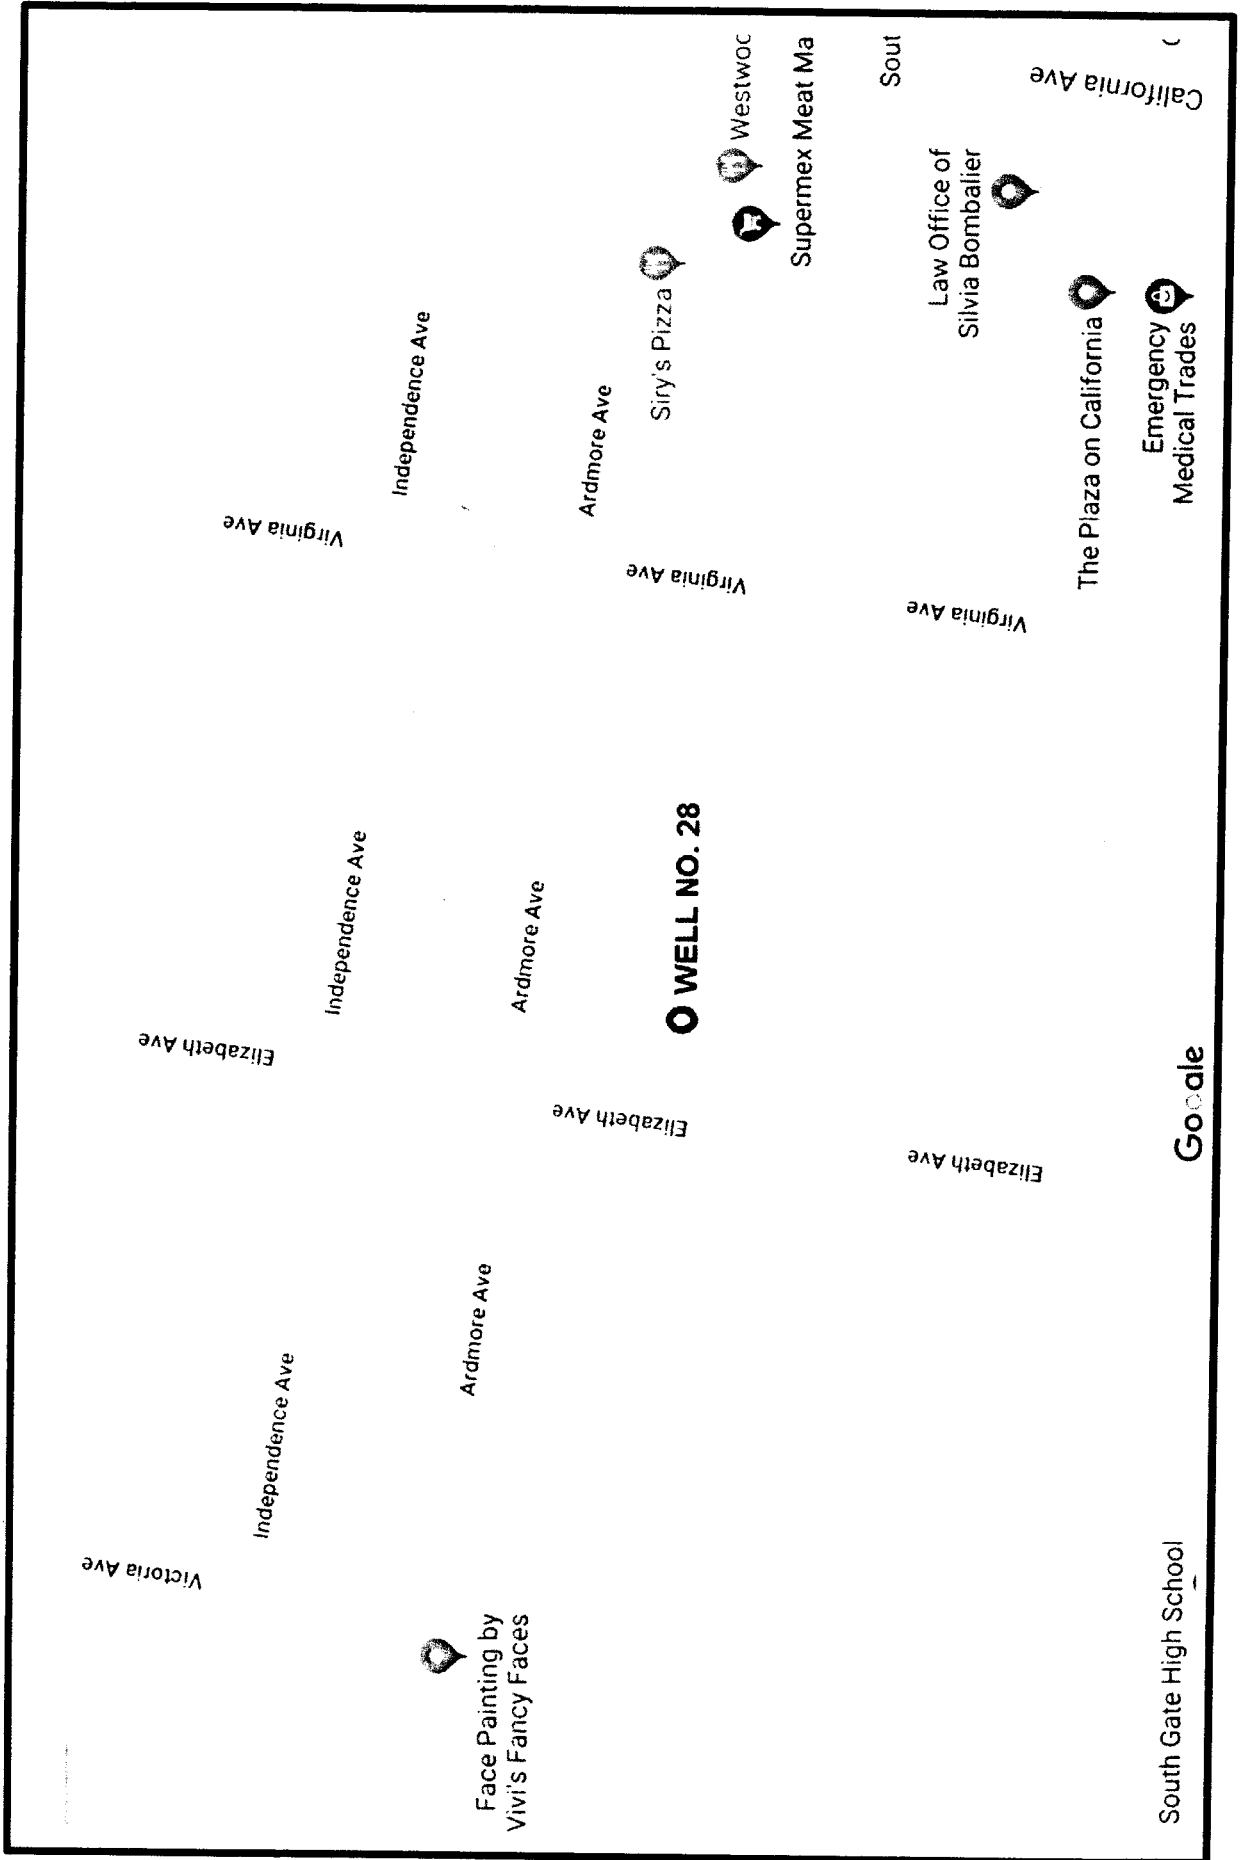 Victoria Ave
Elizabeth Ave
Virginia Ave
Independence Ave
Independence Ave
Independence Ave
Face Painting by
Vivi's Fancy Faces
Ardmore Ave
Ardmore Ave
Ardmore Ave
Elizabeth Ave
Virginia Ave
Siry's Pizza
WELL NO. 28
Westwoc
Supermex Meat Ma
Sout
Elizabeth Ave
Virginia Ave
Law Office of
Silvia Bombalier
California Ave
The Plaza on California
Emergency
Medical Trades
South Gate High School
Google